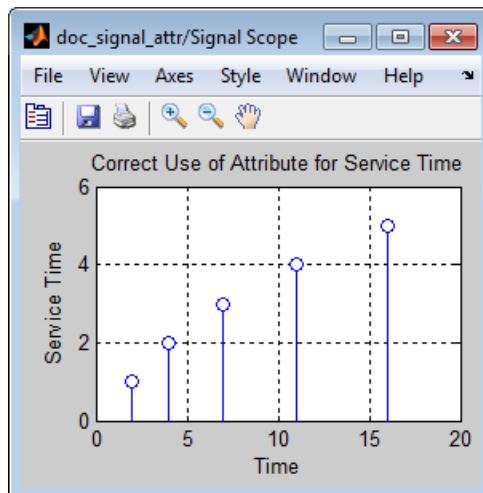 doc_signal_attr/Signal Scope
File View Axes Style Window Help
Correct Use of Attribute for Service Time
6
4
2
0
Service Time
0 5 10 15 20
Time